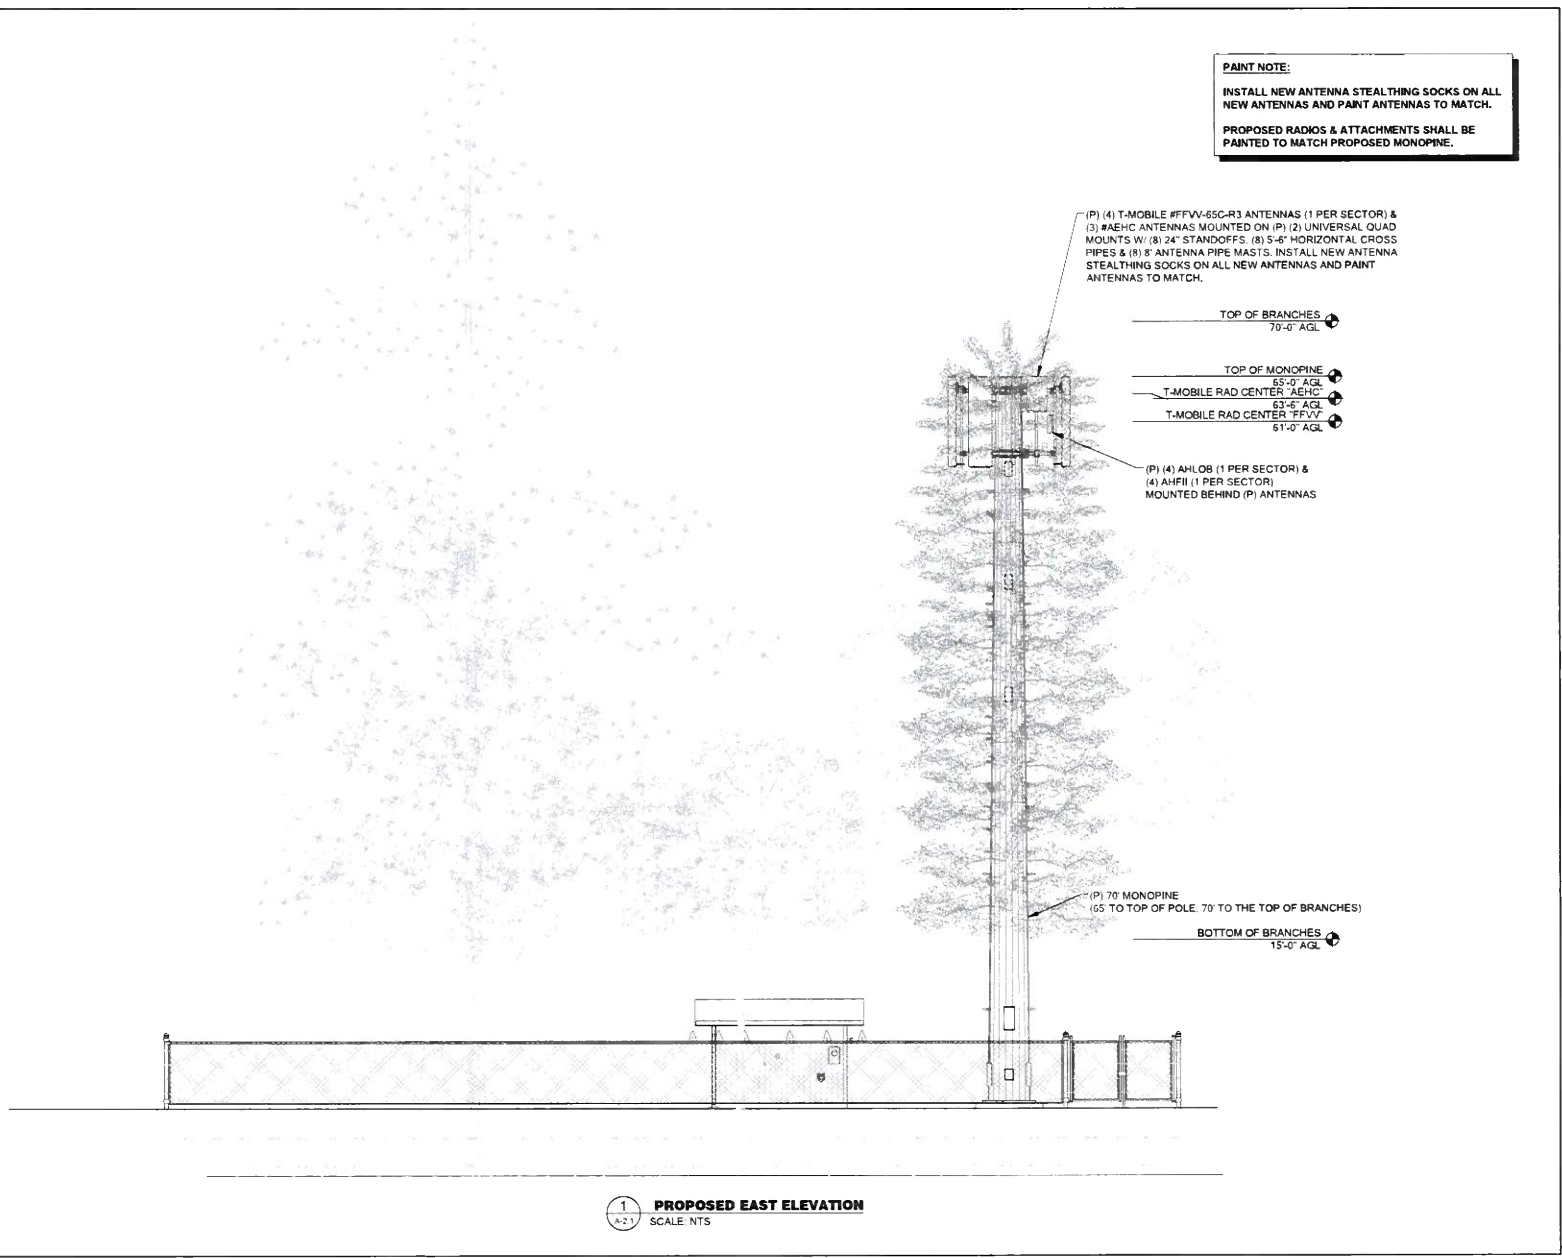 PAINT NOTE:
INSTALL NEW ANTENNA STEALTHING SOCKS ON ALL
NEW ANTENNAS AND PAINT ANTENNAS TO MATCH.
PROPOSED RADIOS & ATTACHMENTS SHALL BE
PAINTED TO MATCH PROPOSED MONOPINE.
(P) (4) T-MOBILE #FFVV-65C-R3 ANTENNAS (1 PER SECTOR) &
(3) #AEHC ANTENNAS MOUNTED ON (P) (2) UNIVERSAL QUAD
MOUNTS W/ (8) 24" STANDOFFS, (8) 5'-6" HORIZONTAL CROSS
PIPES & (8) 8' ANTENNA PIPE MASTS. INSTALL NEW ANTENNA
STEALTHING SOCKS ON ALL NEW ANTENNAS AND PAINT
ANTENNAS TO MATCH.
TOP OF BRANCHES
70'-0" AGL
TOP OF MONOPINE
65'-0" AGL
T-MOBILE RAD CENTER "AEHC"
63'-6" AGL
T-MOBILE RAD CENTER "FFVV"
61'-0" AGL
(P) (4) AHLOB (1 PER SECTOR) &
(4) AHFII (1 PER SECTOR)
MOUNTED BEHIND (P) ANTENNAS
(P) 70' MONOPINE
(65' TO TOP OF POLE, 70' TO THE TOP OF BRANCHES)
BOTTOM OF BRANCHES
15'-0" AGL
1
A-2.1
PROPOSED EAST ELEVATION
SCALE: NTS